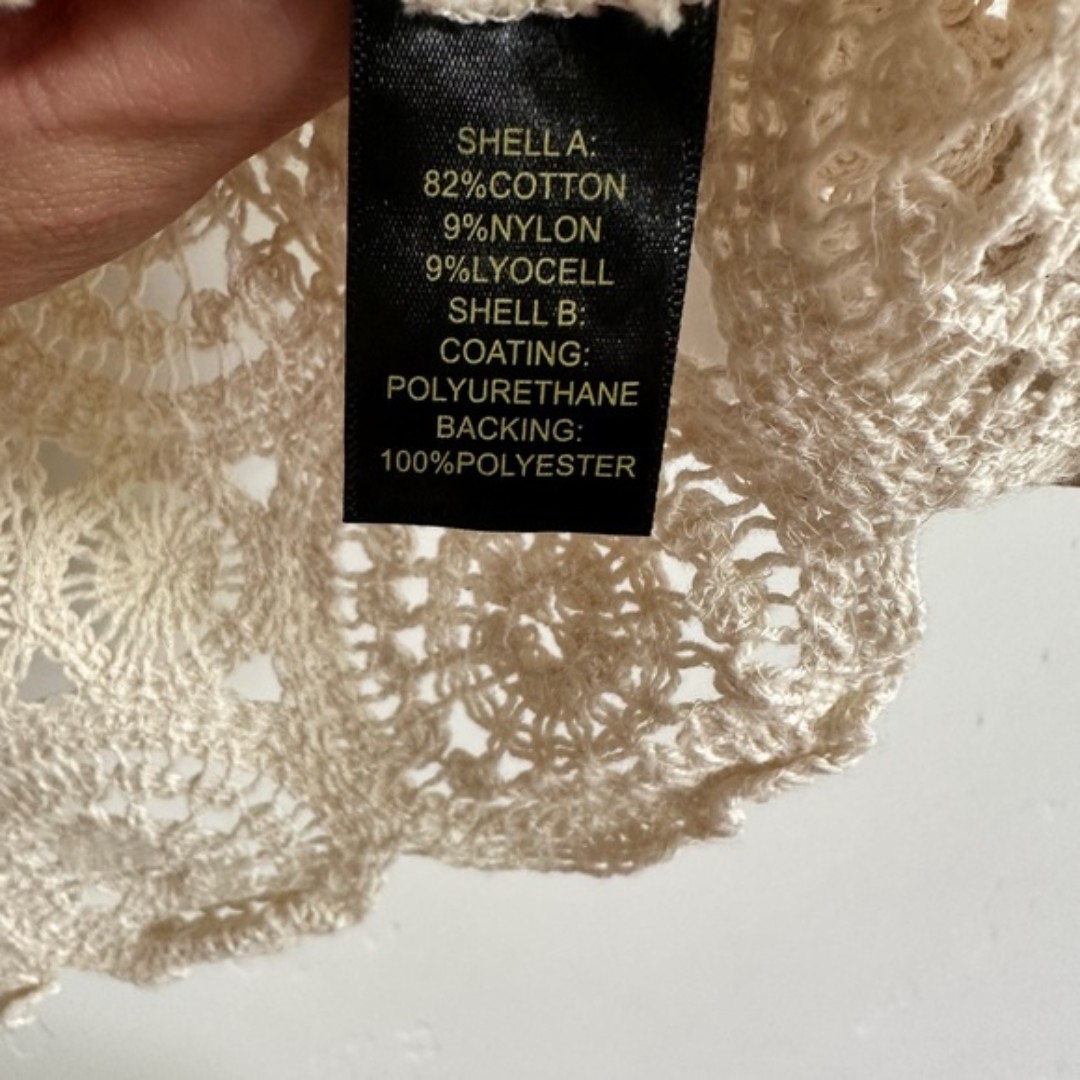 SHELL A:
82%COTTON
9%NYLON
9%LYOCELL
SHELL B:
COATING:
POLYURETHANE
BACKING:
100%POLYESTER